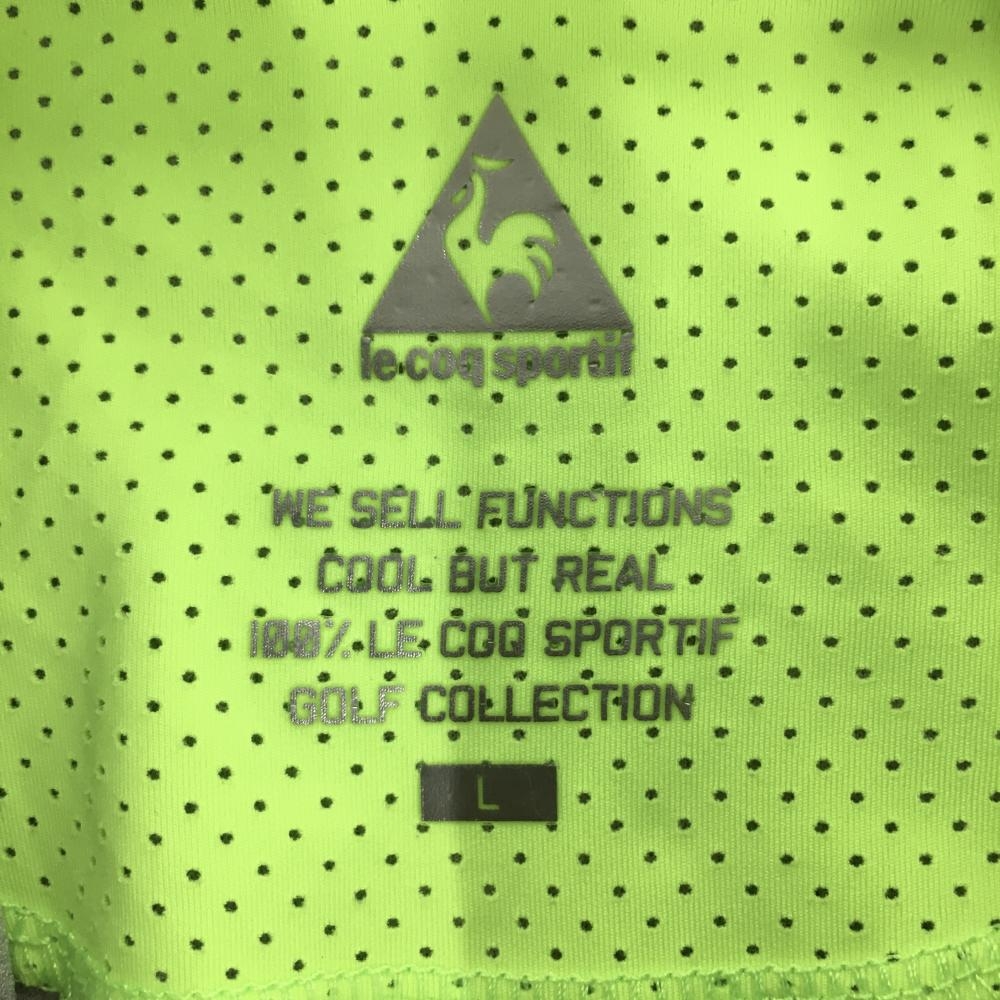 le coq sportif
WE SELL FUNCTIONS
COOL BUT REAL
100% LE COQ SPORTIF
GOLF COLLECTION
L